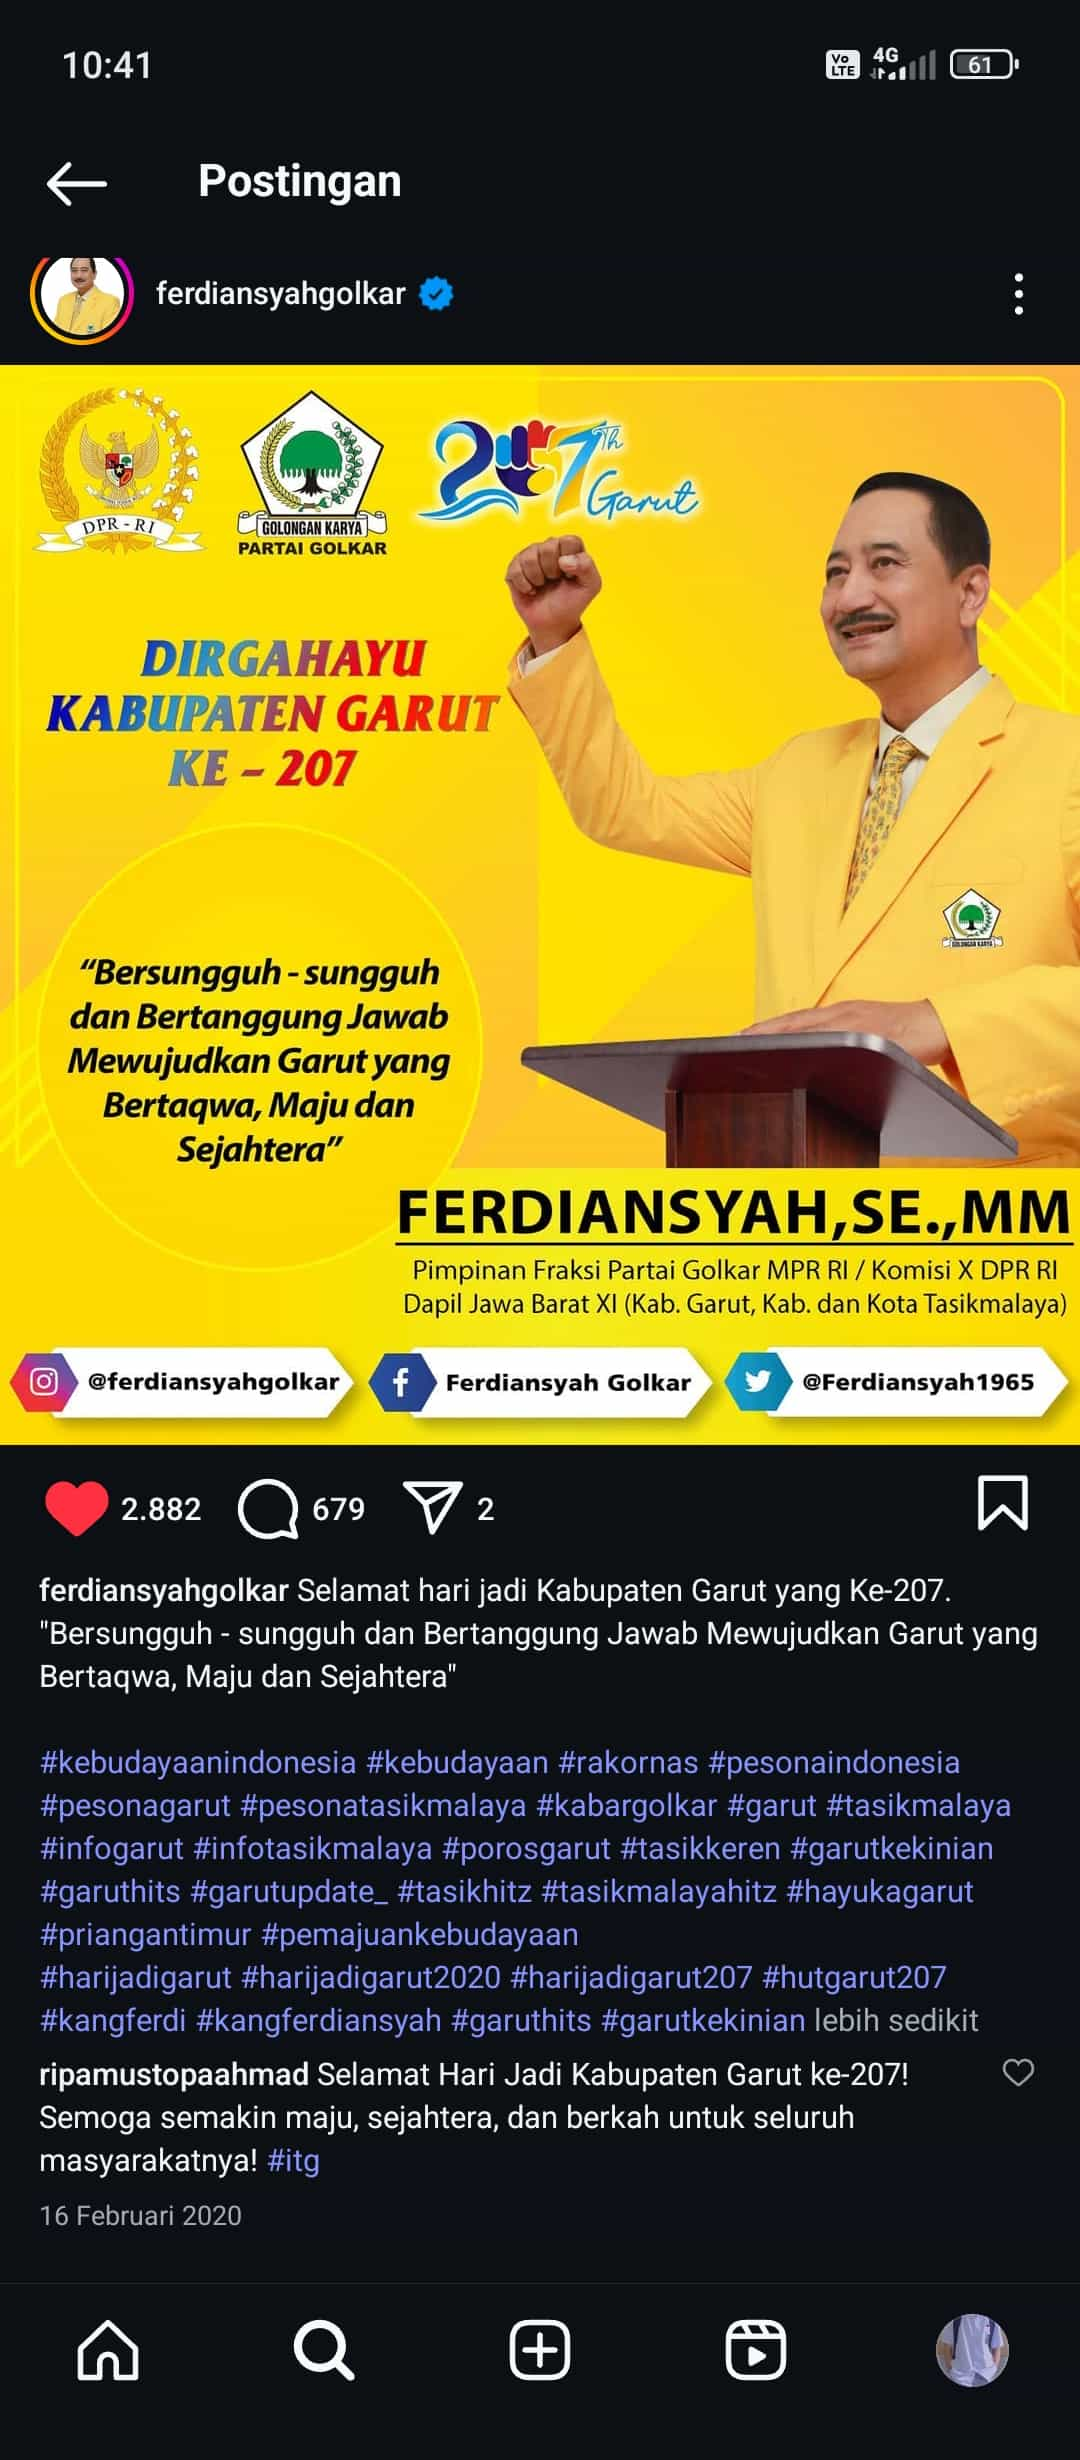 10:41
Vo LTE
4G
61
Postingan
ferdiansyahgolkar
DPR - RI
GOLONGAN KARYA
PARTAI GOLKAR
207Th
Garut
DIRGAHAYU
KABUPATEN GARUT
KE - 207
GOLONGAN KARYA
“Bersungguh - sungguh
dan Bertanggung Jawab
Mewujudkan Garut yang
Bertaqwa, Maju dan
Sejahtera”
FERDIANSYAH,SE.,MM
Pimpinan Fraksi Partai Golkar MPR RI / Komisi X DPR RI
Dapil Jawa Barat XI (Kab. Garut, Kab. dan Kota Tasikmalaya)
@ferdiansyahgolkar
Ferdiansyah Golkar
@Ferdiansyah1965
2.882
679
2
ferdiansyahgolkar Selamat hari jadi Kabupaten Garut yang Ke-207.
"Bersungguh - sungguh dan Bertanggung Jawab Mewujudkan Garut yang
Bertaqwa, Maju dan Sejahtera"
#kebudayaanindonesia #kebudayaan #rakornas #pesonaindonesia
#pesonagarut #pesonatasikmalaya #kabargolkar #garut #tasikmalaya
#infogarut #infotasikmalaya #porosgarut #tasikkeren #garutkekinian
#garuthits #garutupdate_ #tasikhitz #tasikmalayahitz #hayukagarut
#priangantimur #pemajuankebudayaan
#harijadigarut #harijadigarut2020 #harijadigarut207 #hutgarut207
#kangferdi #kangferdiansyah #garuthits #garutkekinian lebih sedikit
ripamustopaahmad Selamat Hari Jadi Kabupaten Garut ke-207!
Semoga semakin maju, sejahtera, dan berkah untuk seluruh
masyarakatnya! #itg
16 Februari 2020